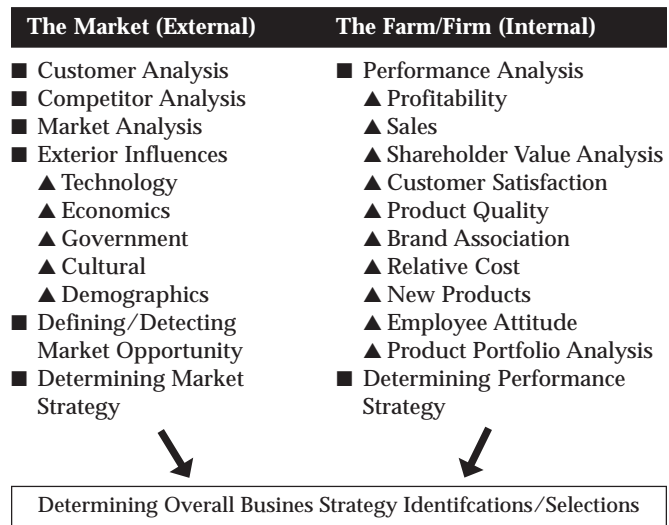 The Market (External)
■ Customer Analysis
■ Competitor Analysis
■ Market Analysis
■ Exterior Influences
▲ Technology
▲ Economics
▲ Government
▲ Cultural
▲ Demographics
■ Defining/Detecting
Market Opportunity
■ Determining Market
Strategy
The Farm/Firm (Internal)
■ Performance Analysis
▲ Profitability
▲ Sales
▲ Shareholder Value Analysis
▲ Customer Satisfaction
▲ Product Quality
▲ Brand Association
▲ Relative Cost
▲ New Products
▲ Employee Attitude
▲ Product Portfolio Analysis
■ Determining Performance
Strategy
Determining Overall Busines Strategy Identifcations/Selections